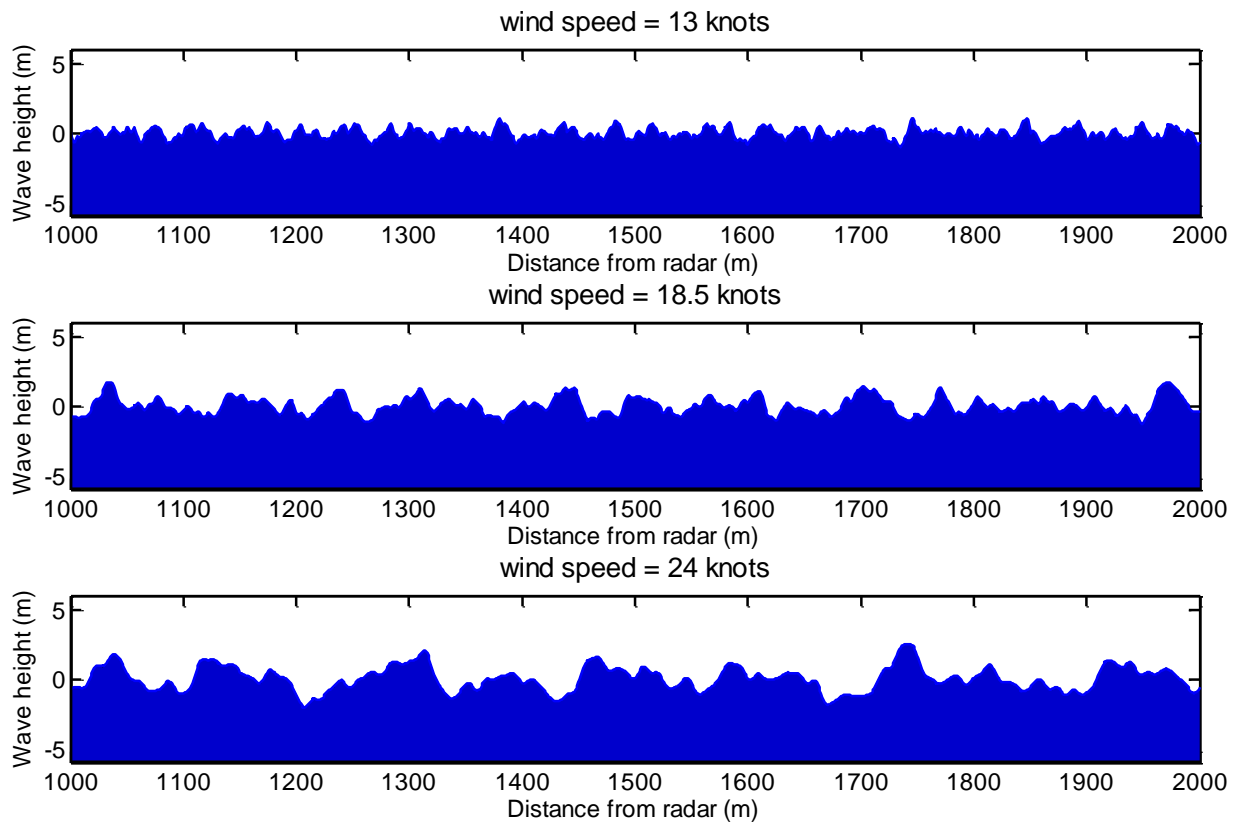 wind speed = 13 knots
Wave height (m)
5
0
-5
1000 1100 1200 1300 1400 1500 1600 1700 1800 1900 2000
Distance from radar (m)
wind speed = 18.5 knots
Wave height (m)
5
0
-5
1000 1100 1200 1300 1400 1500 1600 1700 1800 1900 2000
Distance from radar (m)
wind speed = 24 knots
Wave height (m)
5
0
-5
1000 1100 1200 1300 1400 1500 1600 1700 1800 1900 2000
Distance from radar (m)